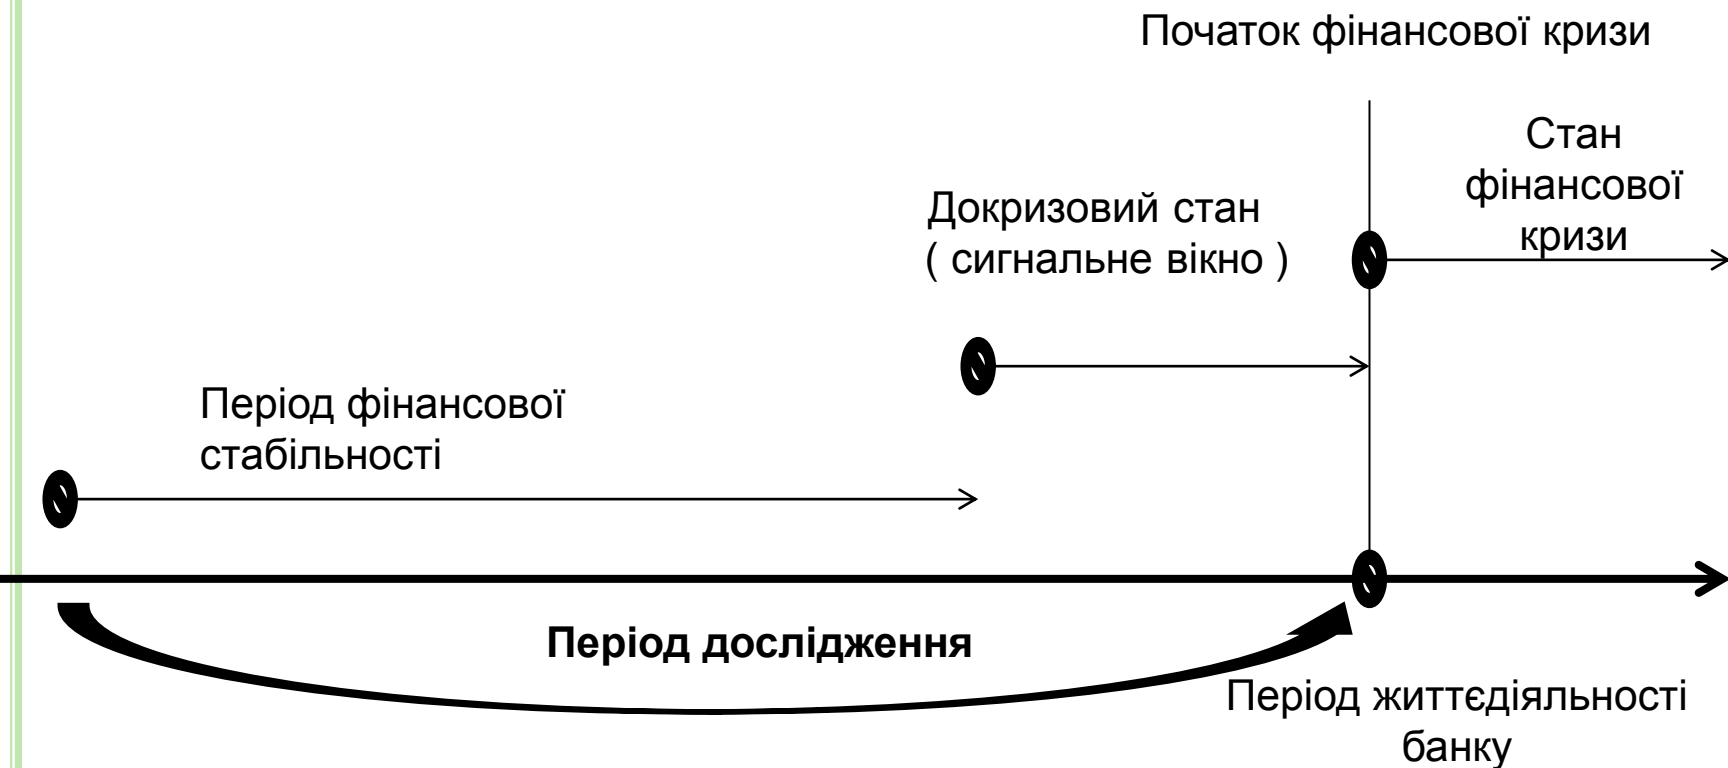 Початок фінансової кризи
Стан
фінансової
кризи
Докризовий стан
( сигнальне вікно )
Період фінансової
стабільності
Період дослідження
Період життєдіяльності
банку